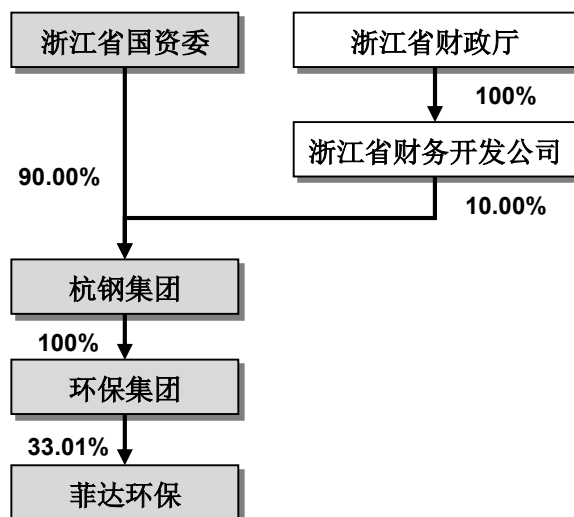 浙江省国资委
浙江省财政厅
100%
浙江省财务开发公司
90.00%
10.00%
杭钢集团
100%
环保集团
33.01%
菲达环保